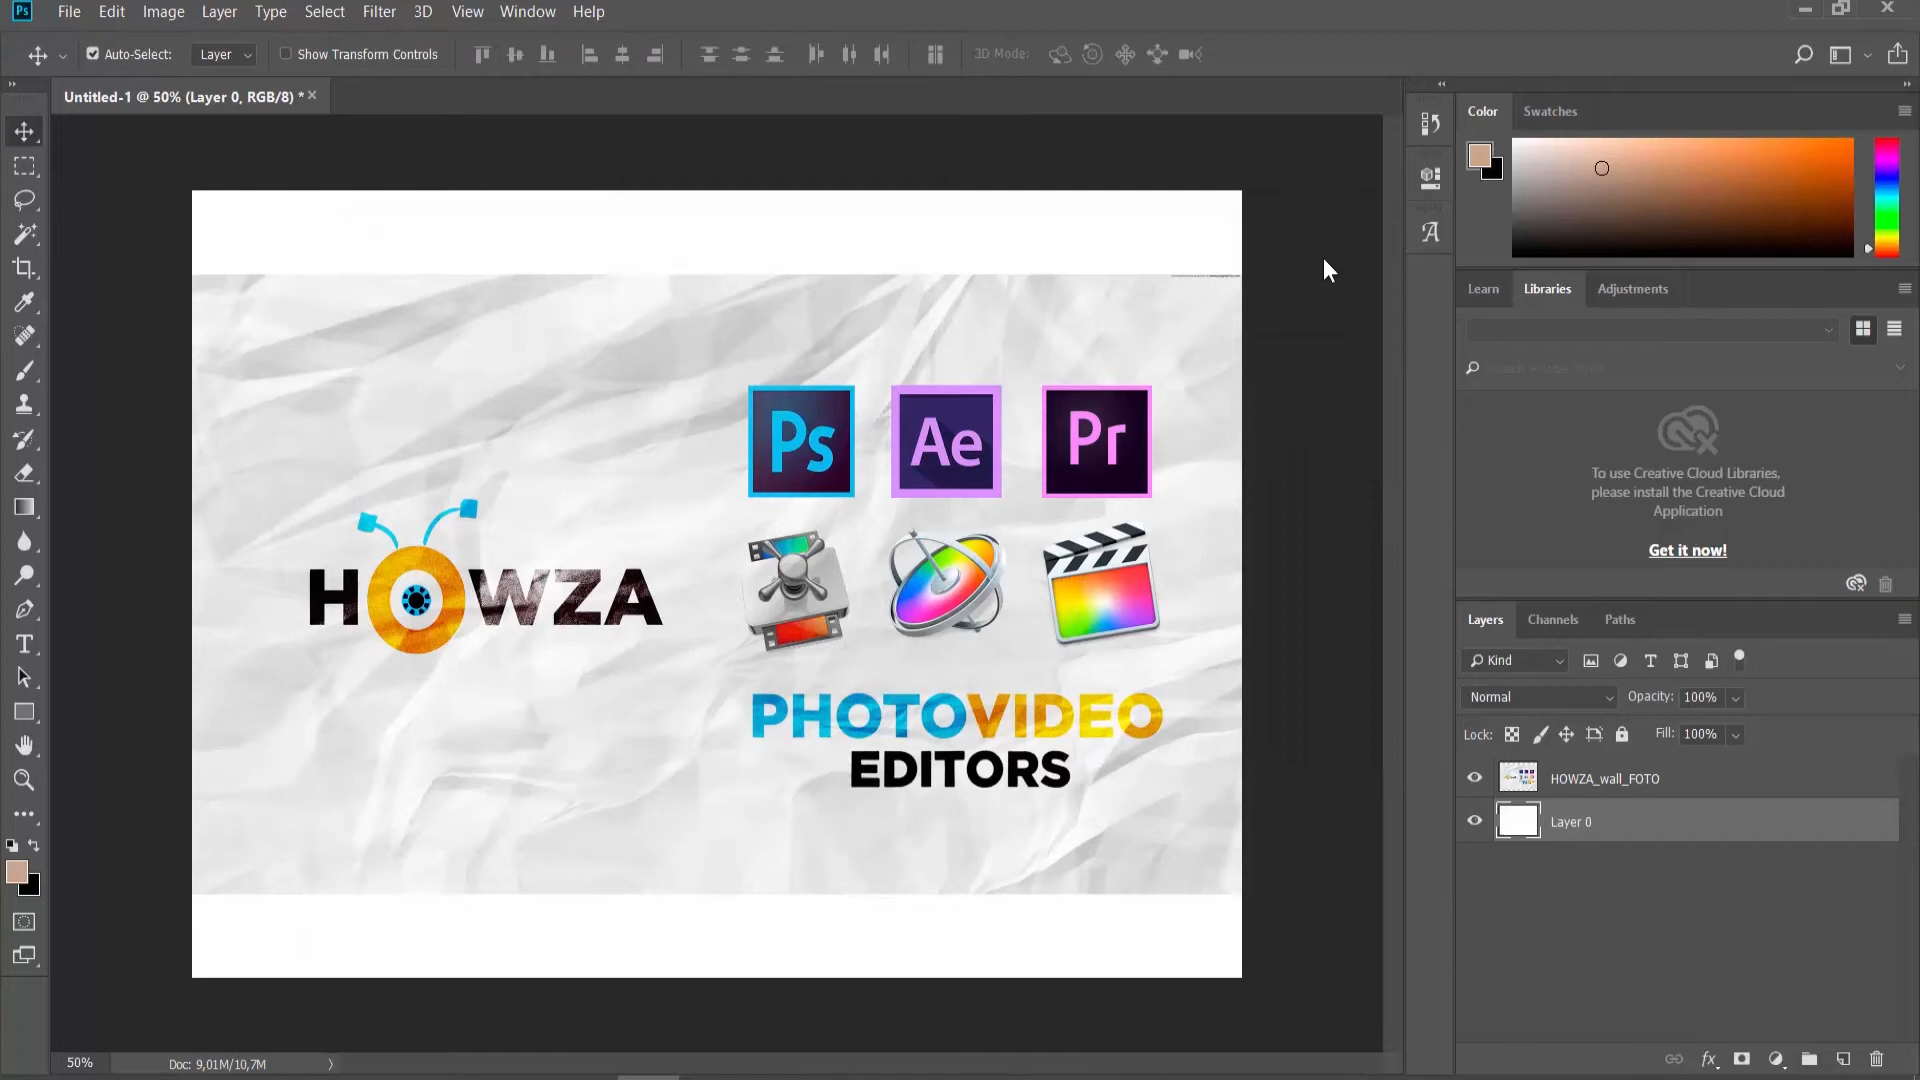 Ps File Edit Image Layer Type Select Filter 3D View Window Help
Auto-Select: Layer Show Transform Controls 3D Mode:
Untitled-1 @ 50% (Layer 0, RGB/8) *
Color Swatches
Learn Libraries Adjustments
To use Creative Cloud Libraries,
please install the Creative Cloud
Application
Get it now!
Ps Ae Pr
HOWZA
PHOTOVIDEO
EDITORS
Layers Channels Paths
Kind
Normal Opacity: 100%
Lock: Fill: 100%
HOWZA_wall_FOTO
Layer 0
fx
50% Doc: 9,01M/10,7M